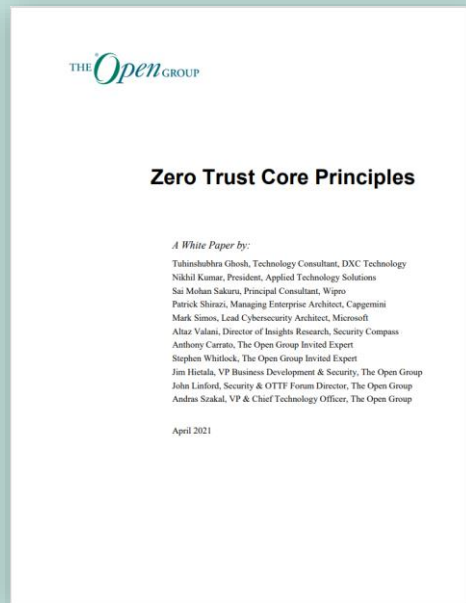 THE Open GROUP
Zero Trust Core Principles
A White Paper by:
Tuhinshubhra Ghosh, Technology Consultant, DXC Technology
Nikhil Kumar, President, Applied Technology Solutions
Sai Mohan Sakuru, Principal Consultant, Wipro
Patrick Shirazi, Managing Enterprise Architect, Capgemini
Mark Simos, Lead Cybersecurity Architect, Microsoft
Altaz Valani, Director of Insights Research, Security Compass
Anthony Carrato, The Open Group Invited Expert
Stephen Whitlock, The Open Group Invited Expert
Jim Hietala, VP Business Development & Security, The Open Group
John Linford, Security & OTTF Forum Director, The Open Group
Andras Szakal, VP & Chief Technology Officer, The Open Group
April 2021